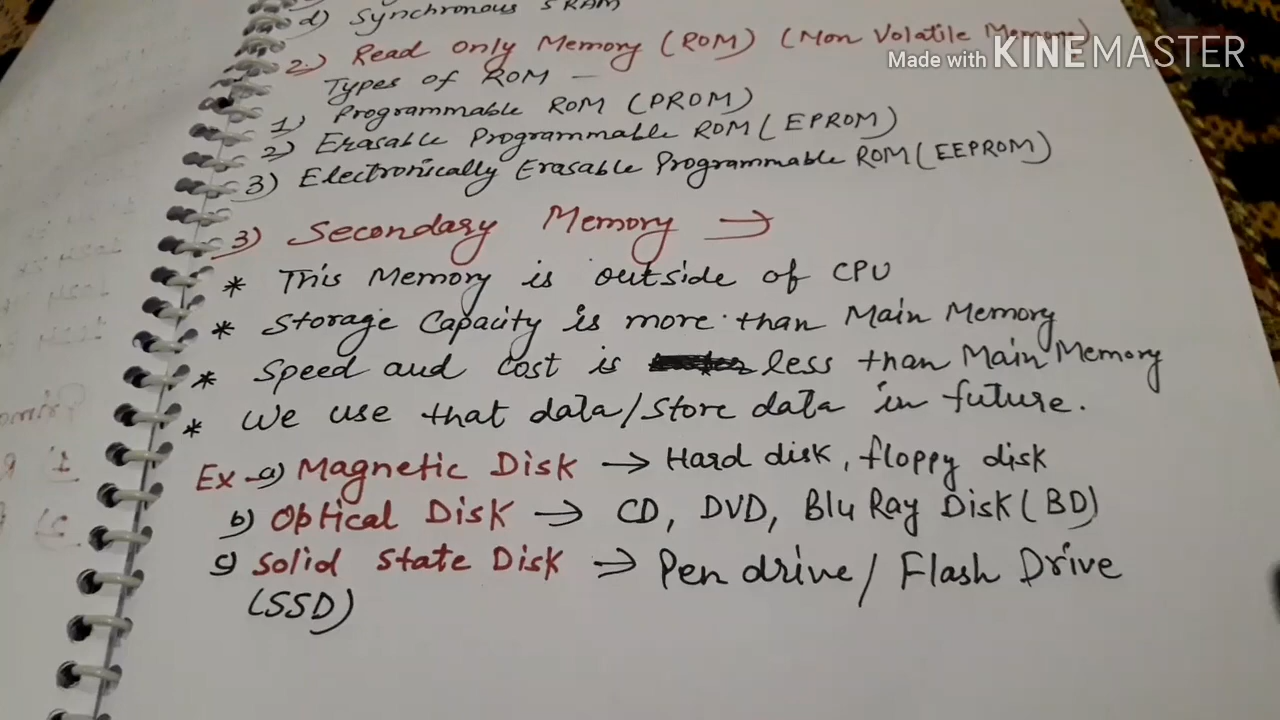 d) Synchronous SRAM
2.) Read Only Memory (ROM) (Non Volatile Memory)
Made with KINEMASTER
Types of ROM —
1) Programmable ROM (PROM)
2) Erasable Programmable ROM (EPROM)
3) Electronically Erasable Programmable ROM (EEPROM)
3) Secondary Memory →
* This Memory is outside of CPU
* Storage Capacity is more than Main Memory
* Speed and cost is less than Main Memory
* We use that data/store data in future.
Ex - a) Magnetic Disk → Hard disk, floppy disk
b) Optical Disk → CD, DVD, Blu Ray Disk (BD)
c) Solid State Disk → Pen drive / Flash Drive
(SSD)